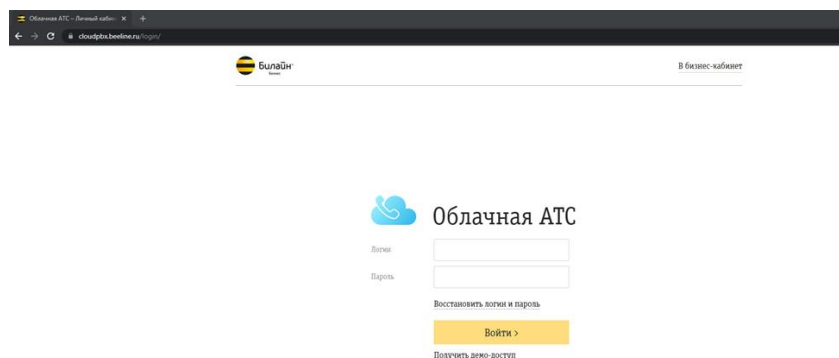 Облачная АТС – Личный кабин
cloudpbx.beeline.ru/login/
Билайн
бизнес
В бизнес-кабинет
Облачная АТС
Логин
Пароль
Восстановить логин и пароль
Войти >
Получить демо-доступ